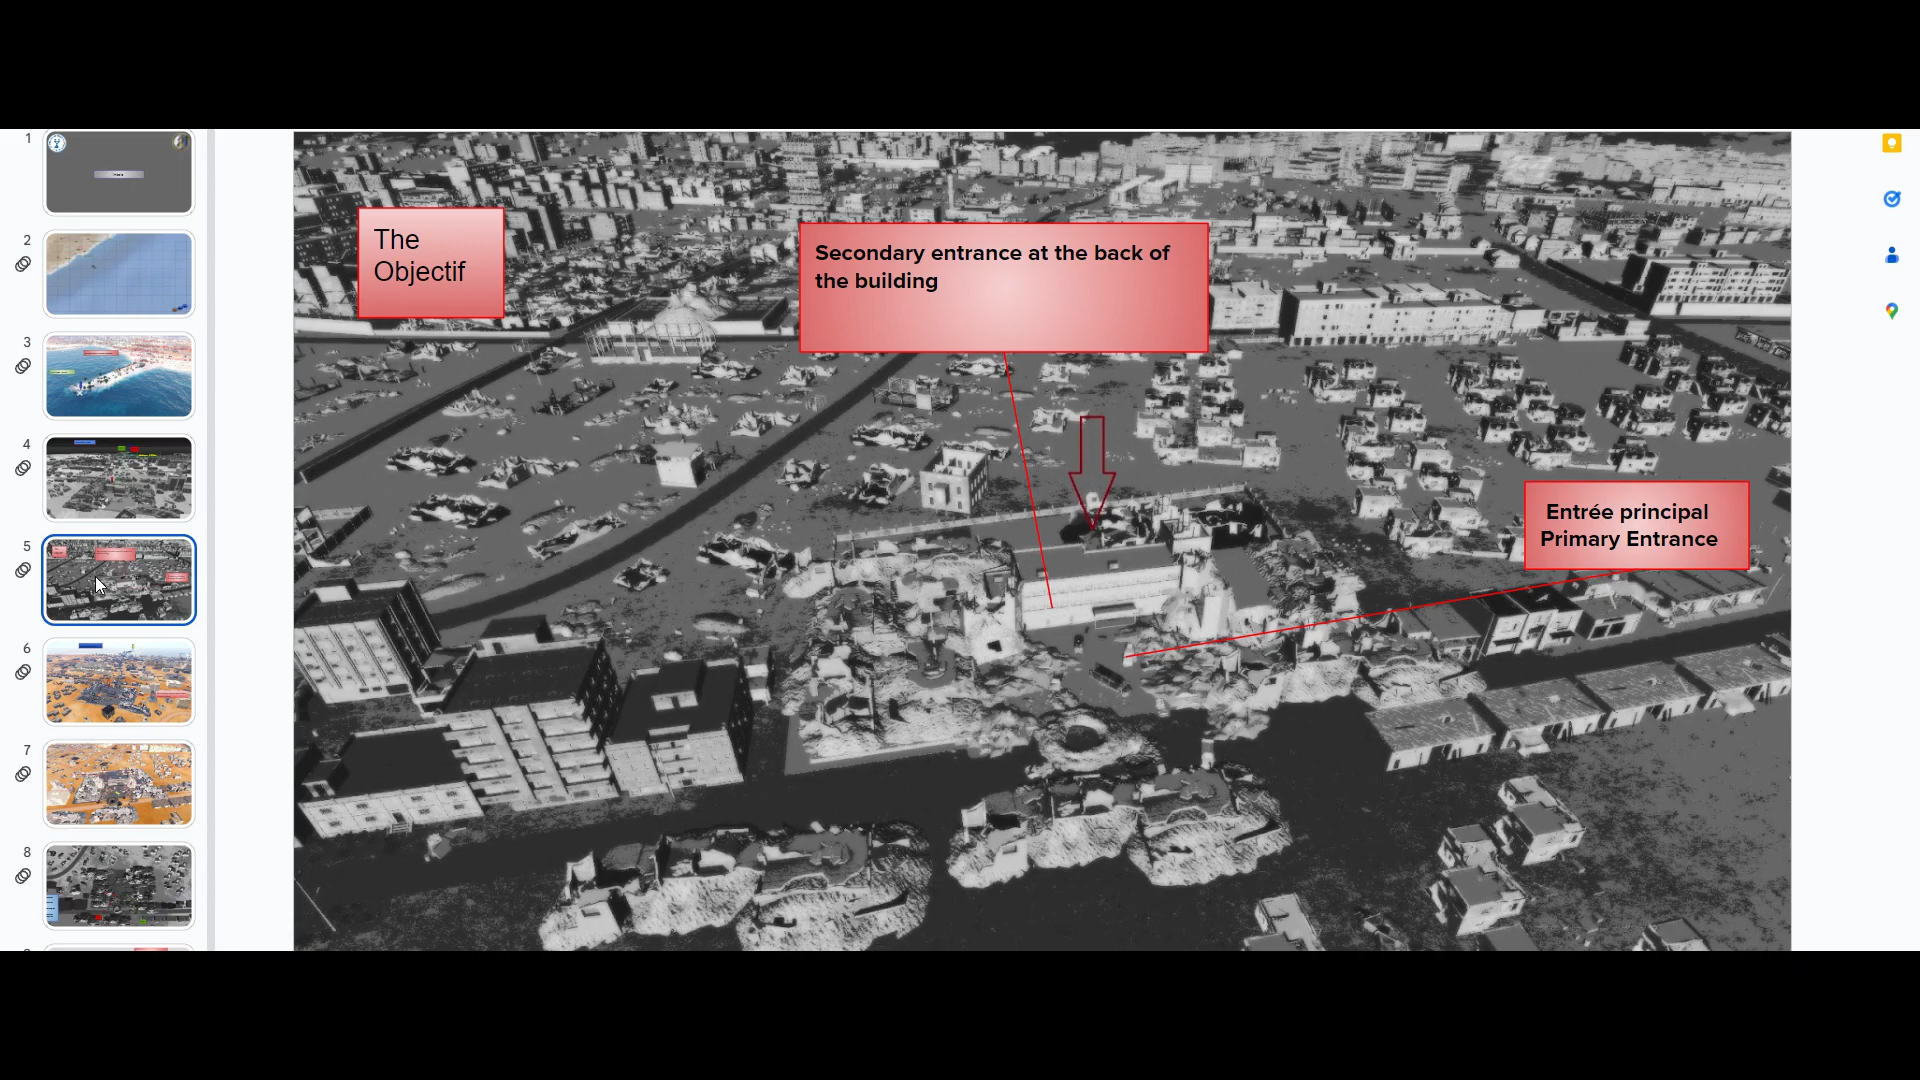 1
2
3
4
5
6
7
8
The
Objectif
Secondary entrance at the back of
the building
Entrée principal
Primary Entrance